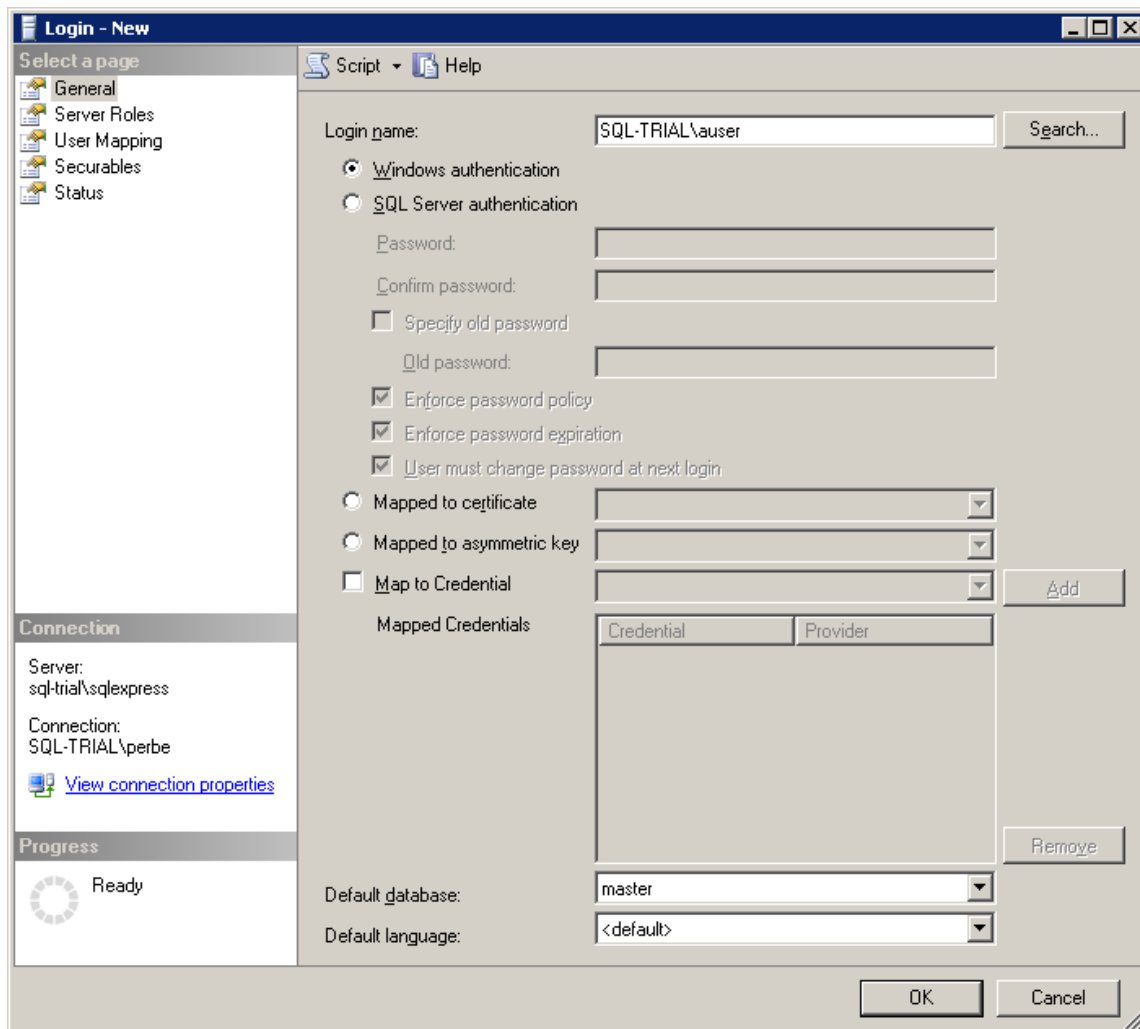 Login - New
Select a page
General
Server Roles
User Mapping
Securables
Status
Script
Help
Login name:
SQL-TRIAL\auser
Search...
Windows authentication
SQL Server authentication
Password:
Confirm password:
Specify old password
Old password:
Enforce password policy
Enforce password expiration
User must change password at next login
Mapped to certificate
Mapped to asymmetric key
Map to Credential
Add
Mapped Credentials
Credential
Provider
Remove
Default database:
master
Default language:
<default>
Connection
Server:
sql-trial\sqlexpress
Connection:
SQL-TRIAL\perbe
View connection properties
Progress
Ready
OK
Cancel